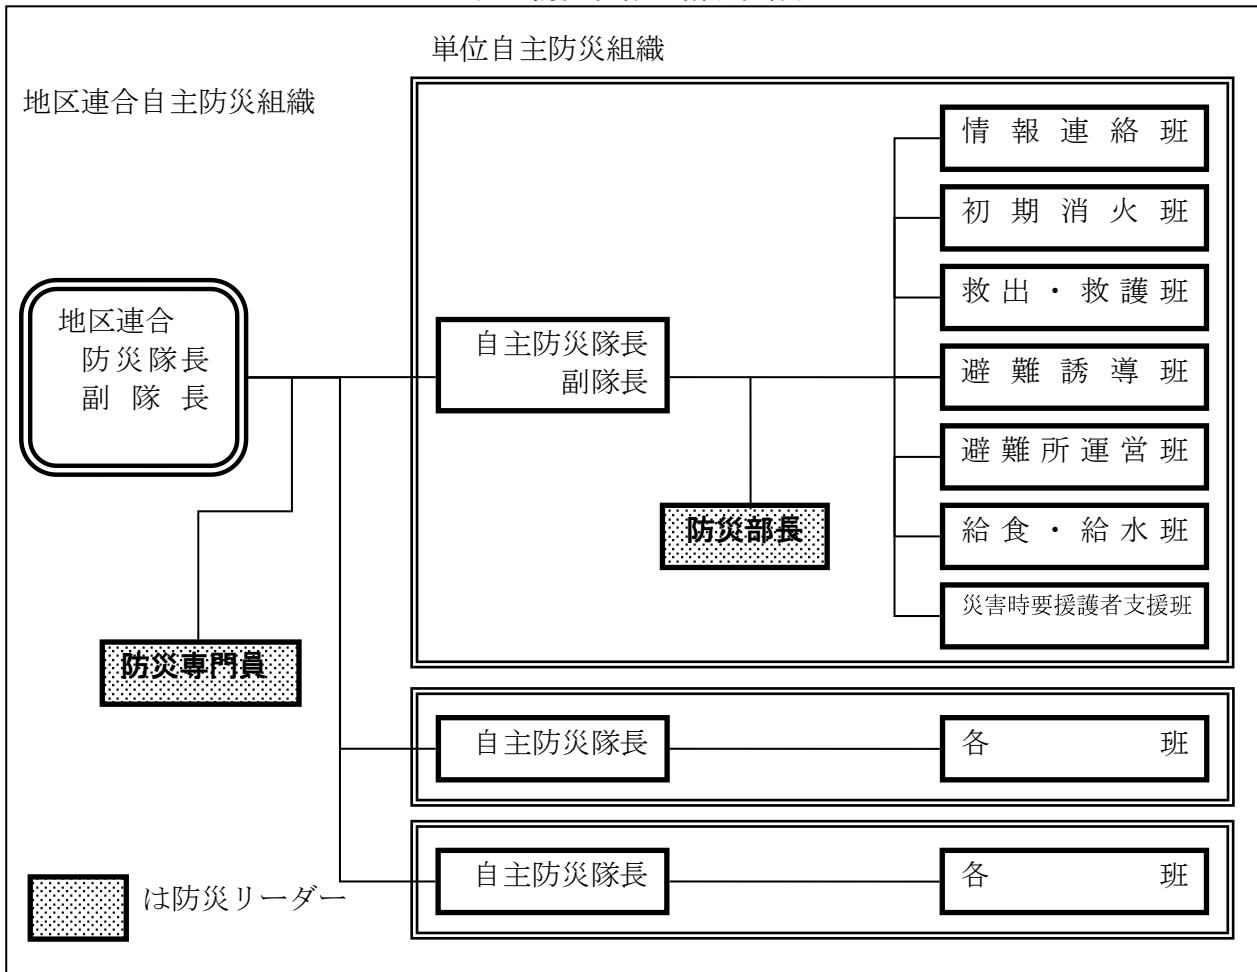 単位自主防災組織
地区連合自主防災組織
情報連絡班
初期消火班
救出・救護班
地区連合
防災隊長
副隊長
自主防災隊長
副隊長
避難誘導班
避難所運営班
防災部長
給食・給水班
災害時要援護者支援班
防災専門員
自主防災隊長
各班
自主防災隊長
各班
は防災リーダー